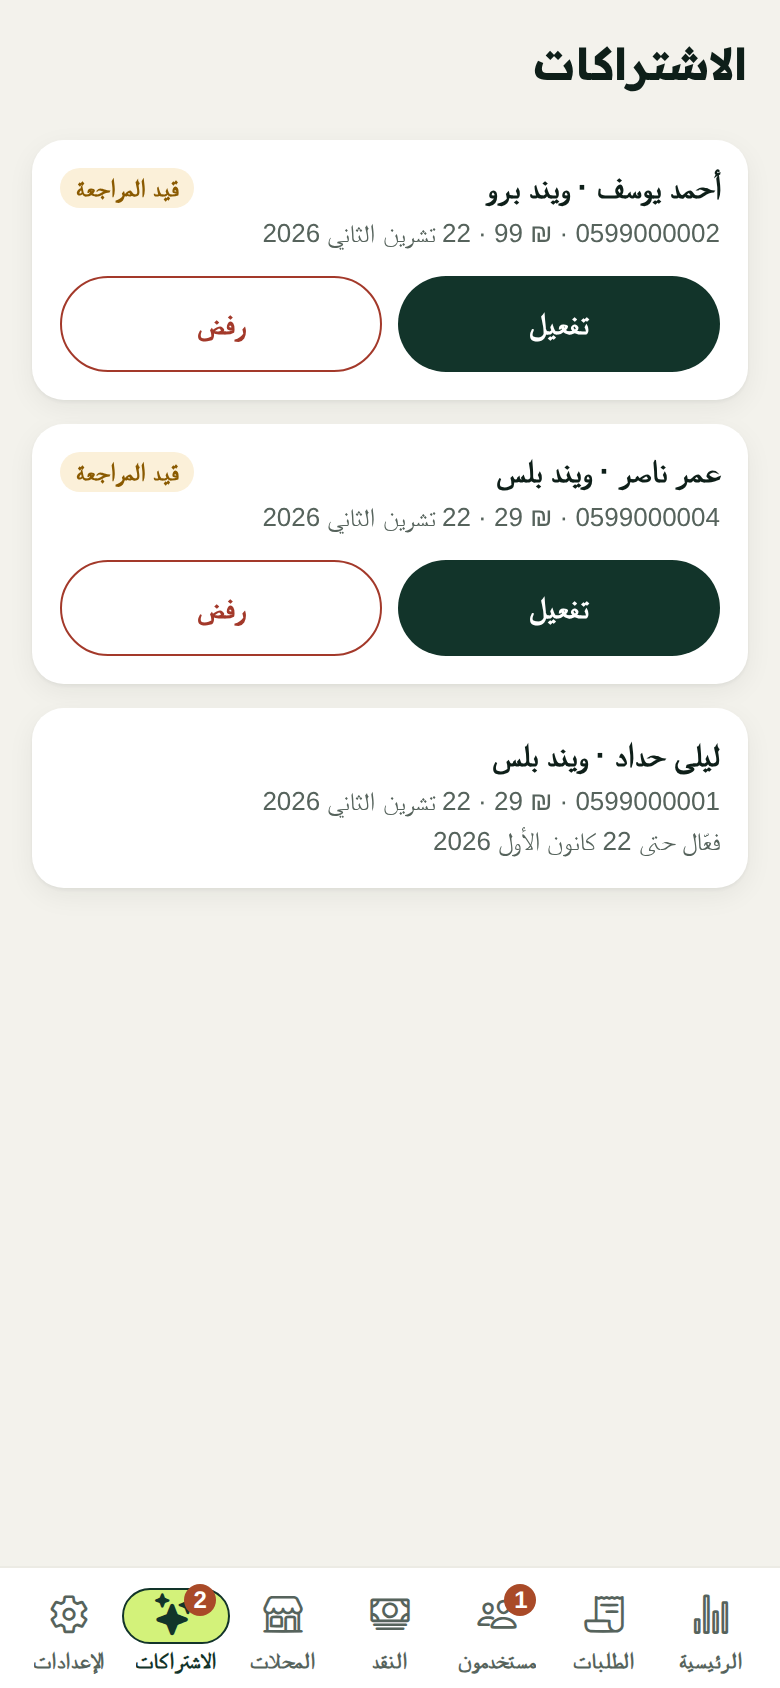 الاشتراكات
أحمد يوسف · ويند برو
قيد المراجعة
0599000002 · ₪ 99 · 22 تشرين الثاني 2026
تفعيل
رفض
عمر ناصر · ويند بلس
قيد المراجعة
0599000004 · ₪ 29 · 22 تشرين الثاني 2026
تفعيل
رفض
ليلى حداد · ويند بلس
0599000001 · ₪ 29 · 22 تشرين الثاني 2026
فعّال حتى 22 كانون الأول 2026
الرئيسية
الطلبات
1
مستخدمون
النقد
المحلات
2
الاشتراكات
الإعدادات